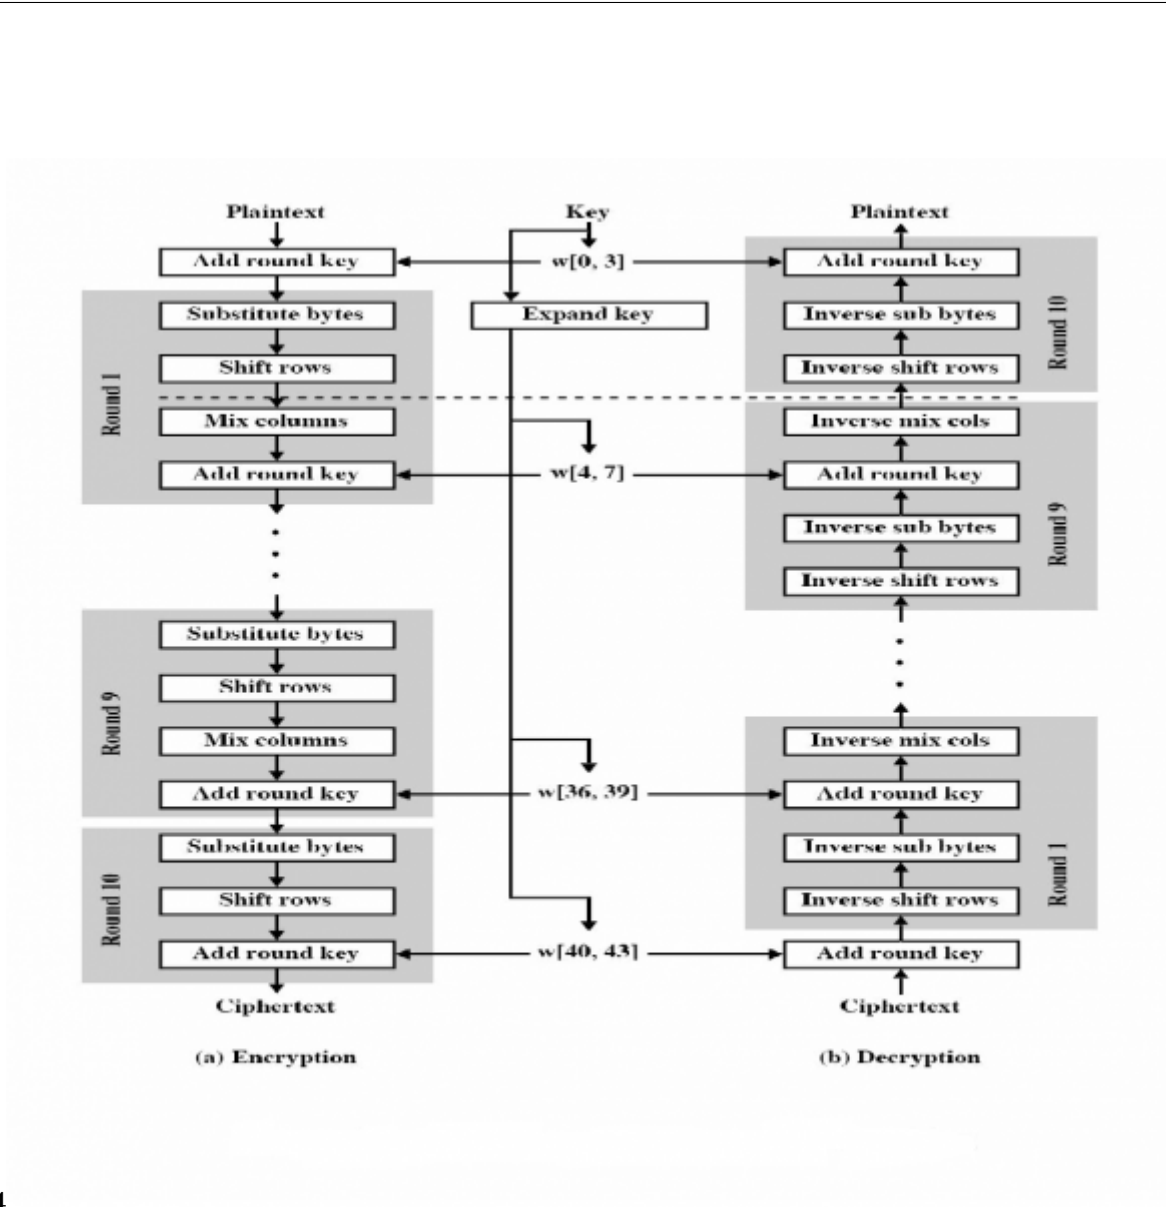 Plaintext
Key
Plaintext
Add round key
w[0, 3]
Add round key
Substitute bytes
Expand key
Inverse sub bytes
Round 10
Shift rows
Inverse shift rows
Round 1
Mix columns
Inverse mix cols
Add round key
w[4, 7]
Add round key
Inverse sub bytes
Round 9
Inverse shift rows
Substitute bytes
Shift rows
Round 9
Mix columns
Inverse mix cols
Add round key
w[36, 39]
Add round key
Substitute bytes
Inverse sub bytes
Round 1
Shift rows
Inverse shift rows
Round 10
Add round key
w[40, 43]
Add round key
Ciphertext
Ciphertext
(a) Encryption
(b) Decryption